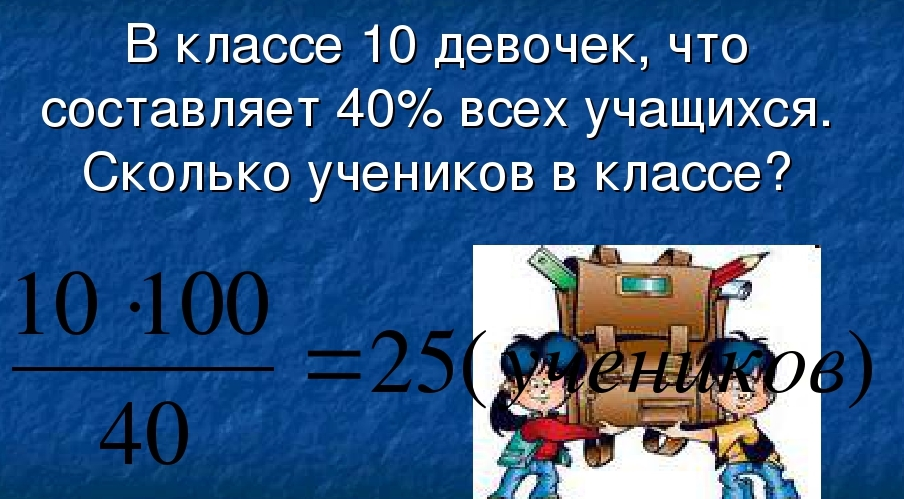 В классе 10 девочек, что
составляет 40% всех учащихся.
Сколько учеников в классе?
10 · 100
40
= 25 (учеников)